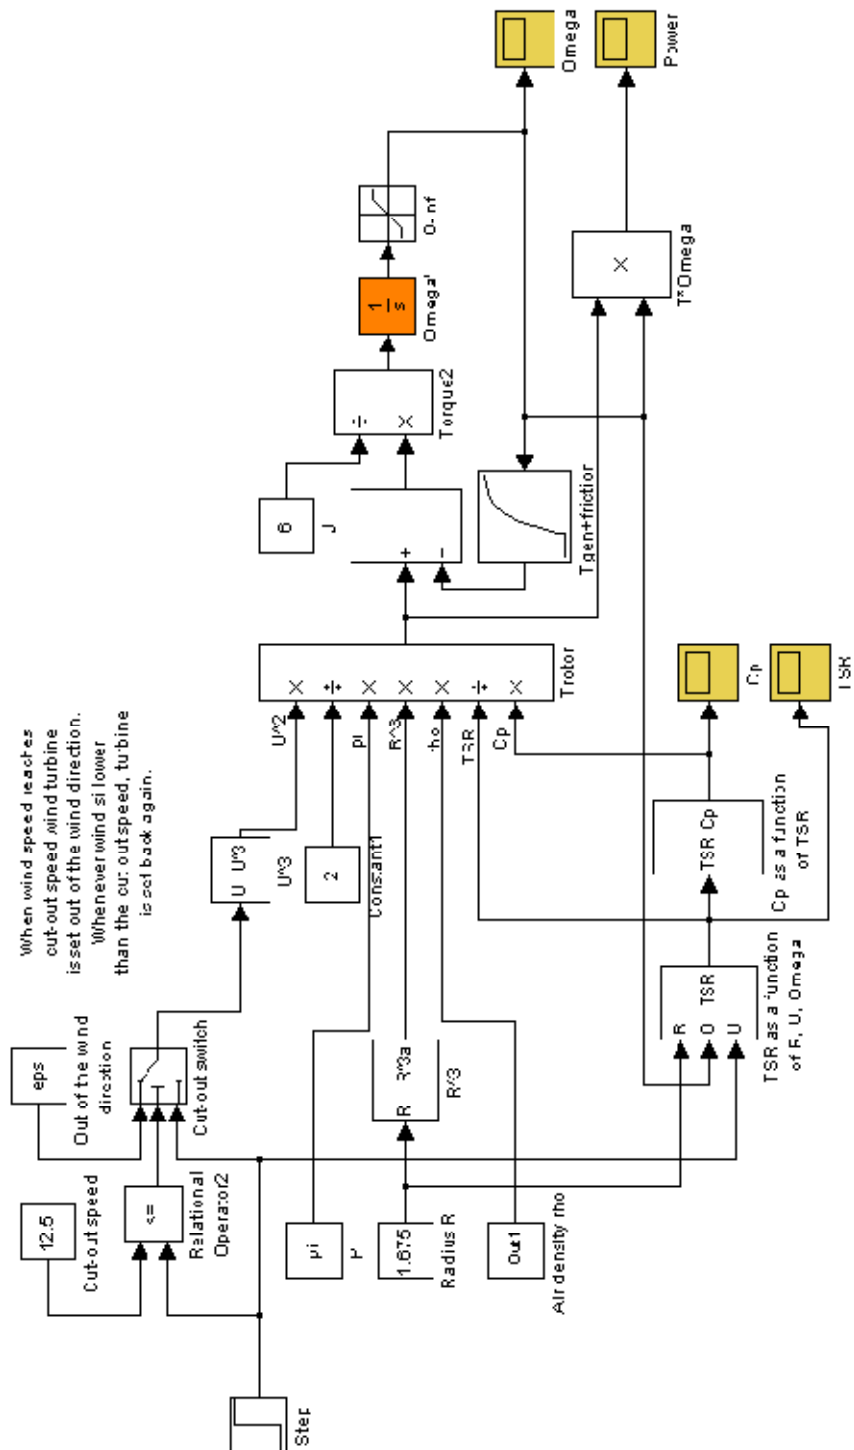 When wind speed reaches
cut-out speed wind turbine
is set out of the wind direction.
Whenever wind si lower
than the cut outspeed, turbine
is set back again.
12.5
Cut-out speed
eps
Out of the wind
direction
<=
Relational
Operator2
Cut-out switch
Step
U U^3
U^3
2
Constant1
pi
1.675
Radius R
Out1
Air density rho
R R^3a
R^3
U^2
pi
R^3
rho
TSR
Cp
Trotor
6
J
Torque2
1
s
Omega'
0-inf
Omega
Power
T*Omega
Tgen+friction
R
O TSR
U
TSR as a function
of R, U, Omega
TSR Cp
Cp as a function
of TSR
Cp
TSR